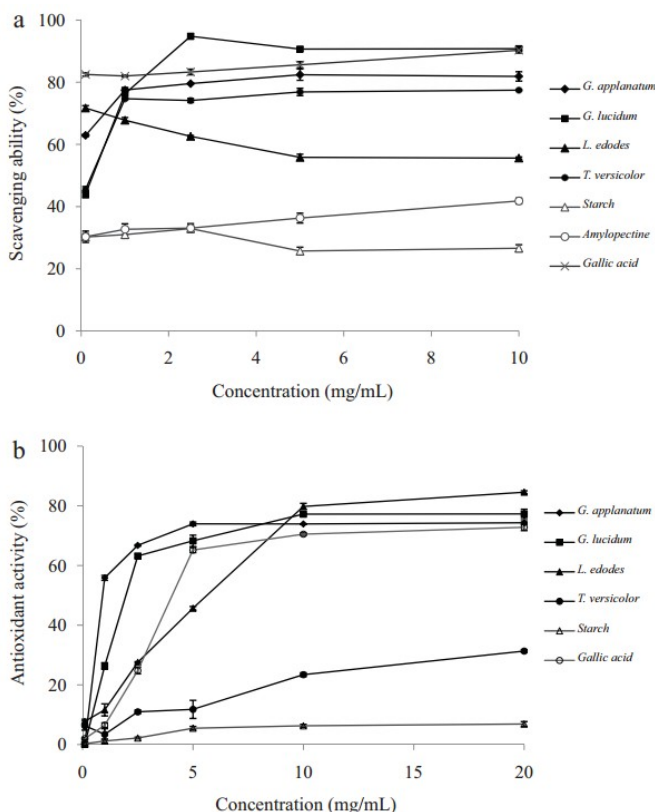 a
100
80
60
40
20
0
Scavenging ability (%)
0 2 4 6 8 10
Concentration (mg/mL)
G. applanatum
G. lucidum
L. edodes
T. versicolor
Starch
Amylopectine
Gallic acid
b
100
80
60
40
20
0
Antioxidant activity (%)
0 5 10 15 20
Concentration (mg/mL)
G. applanatum
G. lucidum
L. edodes
T. versicolor
Starch
Gallic acid